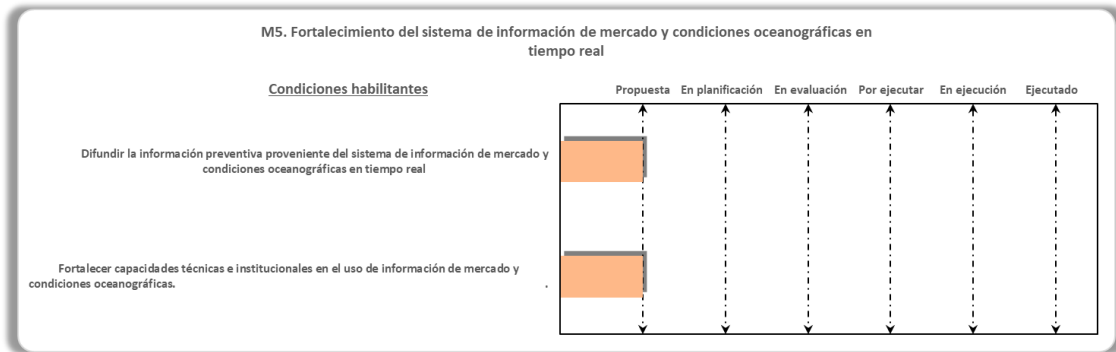 M5. Fortalecimiento del sistema de información de mercado y condiciones oceanográficas en
tiempo real
Condiciones habilitantes
Propuesta En planificación En evaluación Por ejecutar En ejecución Ejecutado
Difundir la información preventiva proveniente del sistema de información de mercado y
condiciones oceanográficas en tiempo real
Fortalecer capacidades técnicas e institucionales en el uso de información de mercado y
condiciones oceanográficas. .